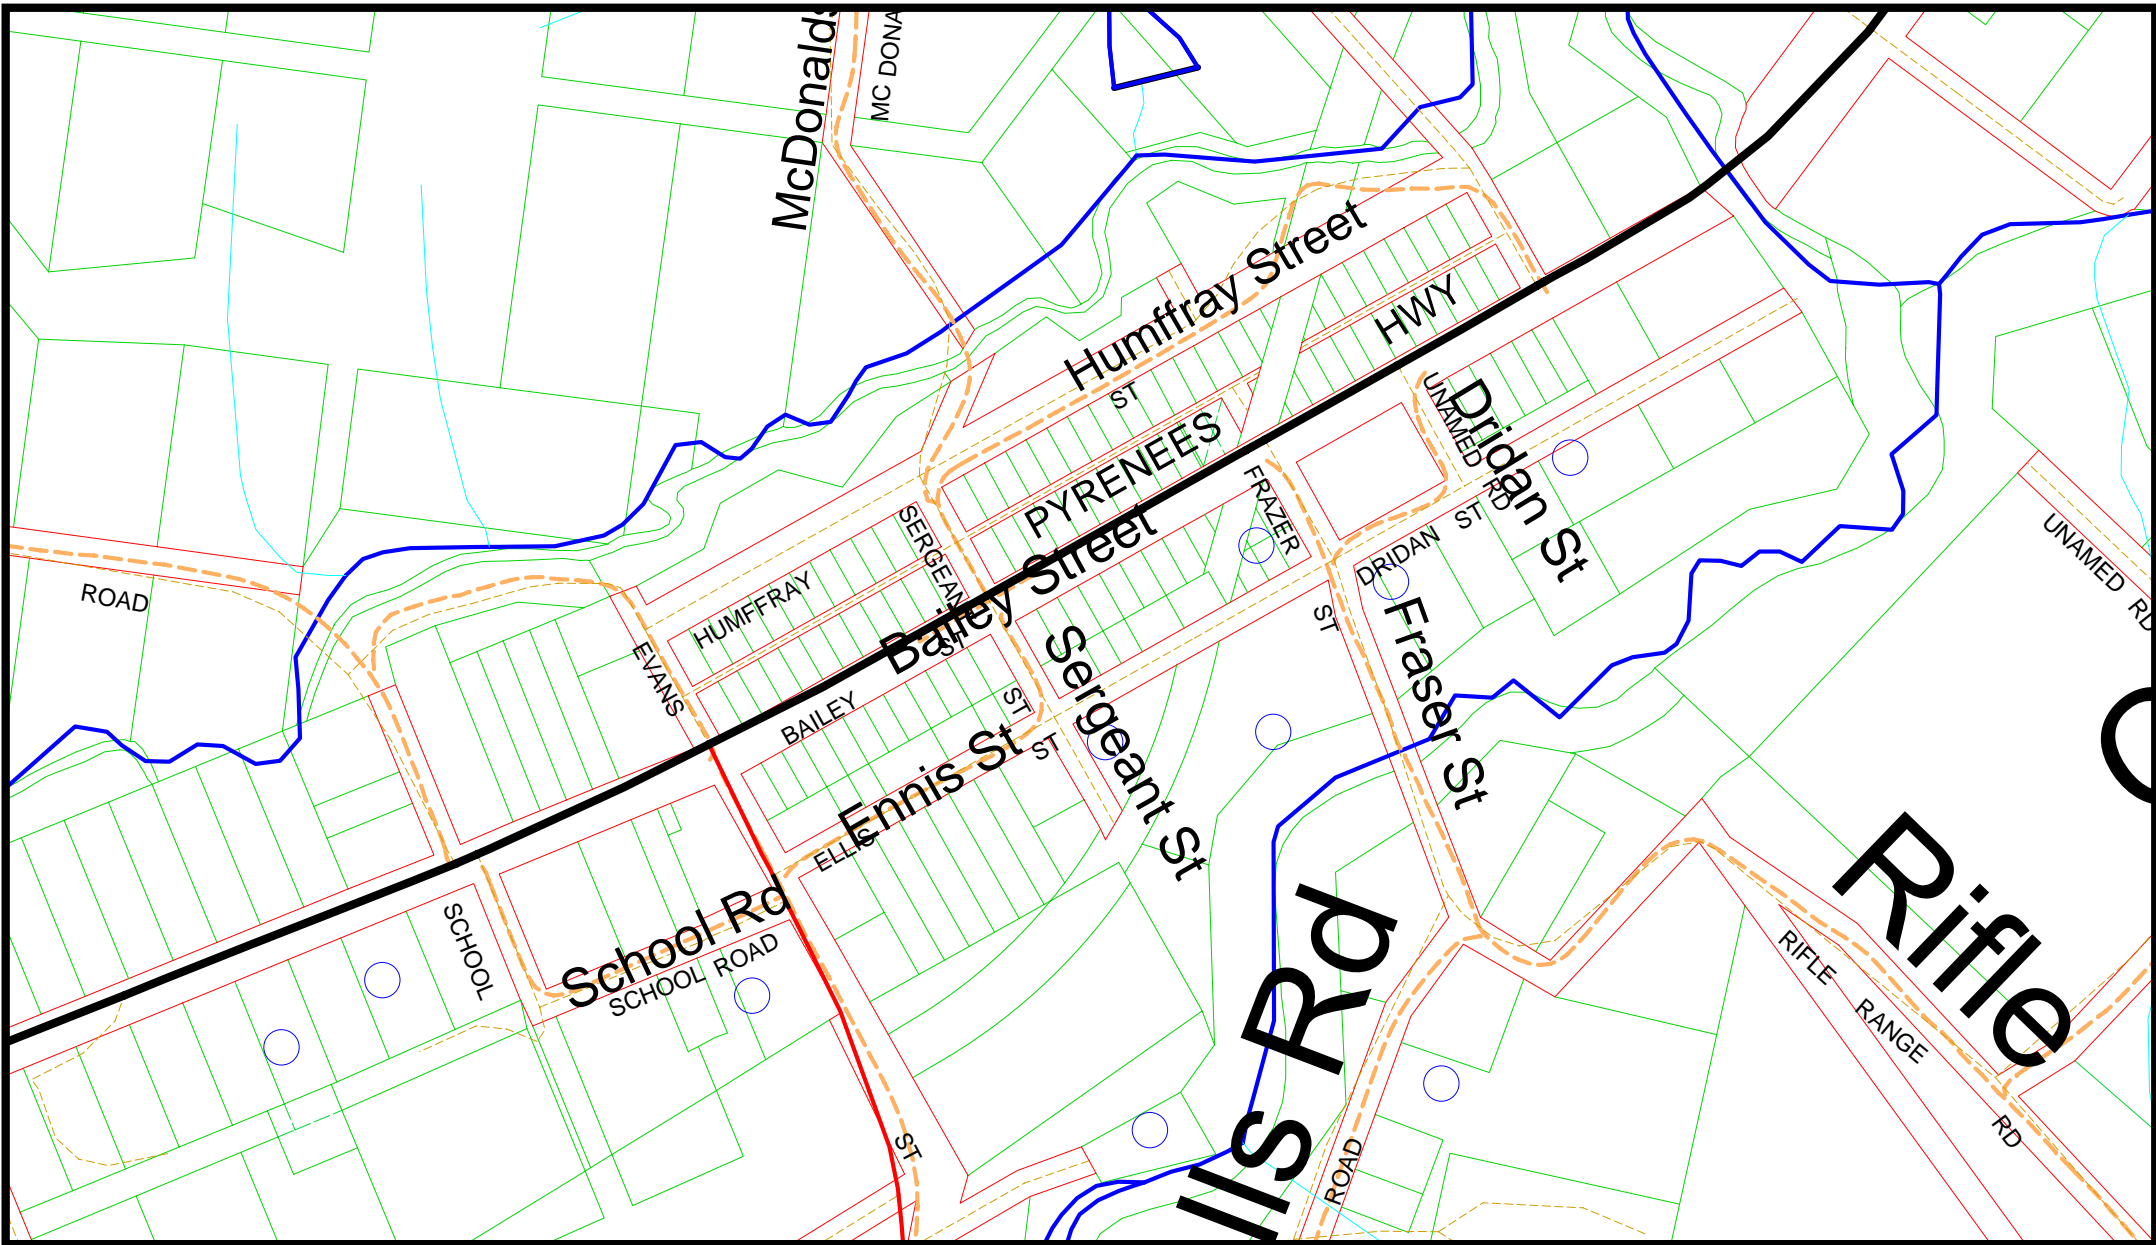 McDonalds
MC DONA
Humffray Street
ST
HWY
PYRENEES
UNAMED RD
Dridan St
FRAZER
ST
DRIDAN ST
UNAMED RD
ROAD
HUMFFRAY
SERGEANT
ST
Bailey Street
ST
EVANS
ST
BAILEY
Sergeant St
Fraser St
Ennis St
ST
ELLIS
School Rd
SCHOOL ROAD
SCHOOL
lls Rd
ROAD
Rifle
RIFLE RANGE
RD